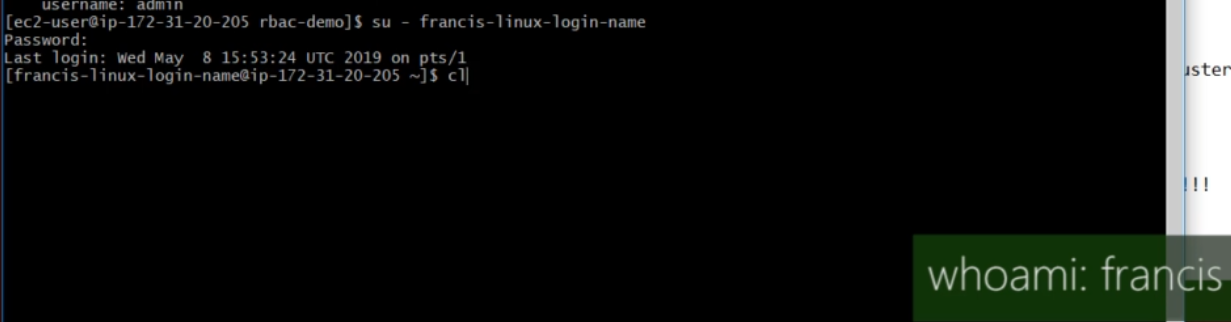 username: admin
[ec2-user@ip-172-31-20-205 rbac-demo]$ su - francis-linux-login-name
Password:
Last login: Wed May  8 15:53:24 UTC 2019 on pts/1
[francis-linux-login-name@ip-172-31-20-205 ~]$ cl
!!!
whoami: francis